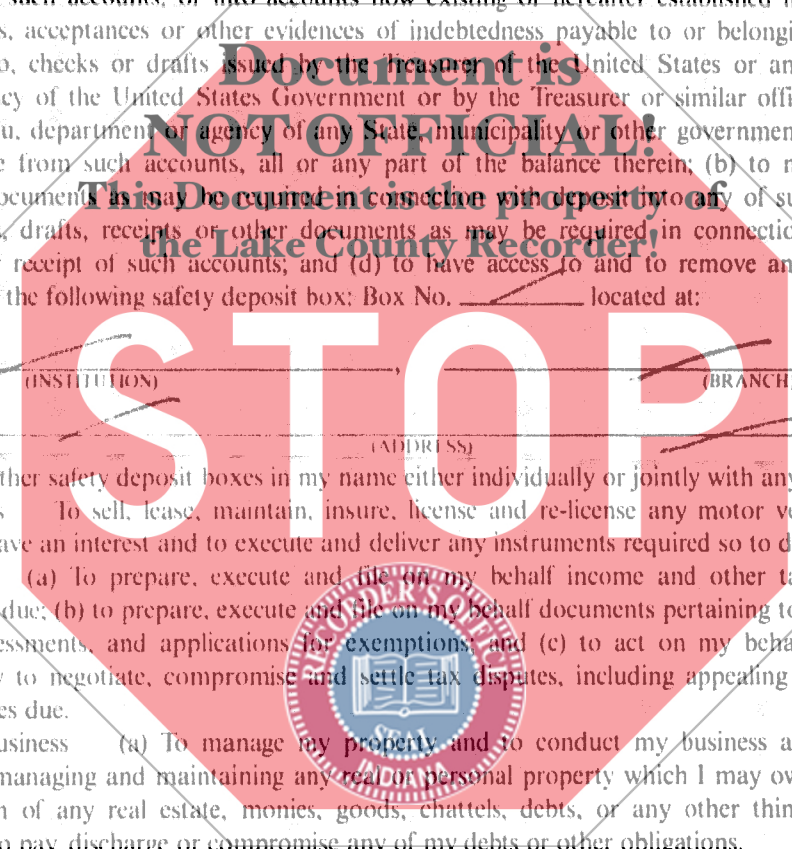 such accounts, or into accounts now existing or hereafter established
s, acceptances or other evidences of indebtedness payable to or belongi
o, checks or drafts issued by the Treasurer of the United States or an
cy of the United States Government or by the Treasurer or similar offi
u, department or agency of any State, municipality or other governmen
e from such accounts, all or any part of the balance therein; (b) to
ocuments as may be required in connection with deposit into any of su
, drafts, receipts or other documents as may be required in connectio
receipt of such accounts; and (d) to have access to and to remove an
the following safety deposit box: Box No. located at:
Document is
NOT OFFICIAL!
This Document is the property of
the Lake County Recorder!
STOP
(INSTITUTION) (BRANCH)
(ADDRESS)
ther safety deposit boxes in my name either individually or jointly with any
s To sell, lease, maintain, insure, license and re-license any motor ve
ave an interest and to execute and deliver any instruments required so to d
(a) To prepare, execute and file on my behalf income and other ta
due; (b) to prepare, execute and file on my behalf documents pertaining to
essments, and applications for exemptions; and (c) to act on my beha
y to negotiate, compromise and settle tax disputes, including appealing
es due.
usiness (a) To manage my property and to conduct my business a
managing and maintaining any real or personal property which I may ow
n of any real estate, monies, goods, chattels, debts, or any other thin
o pay, discharge or compromise any of my debts or other obligations.
RECORDER'S OFFICE
SEAL
INDIANA